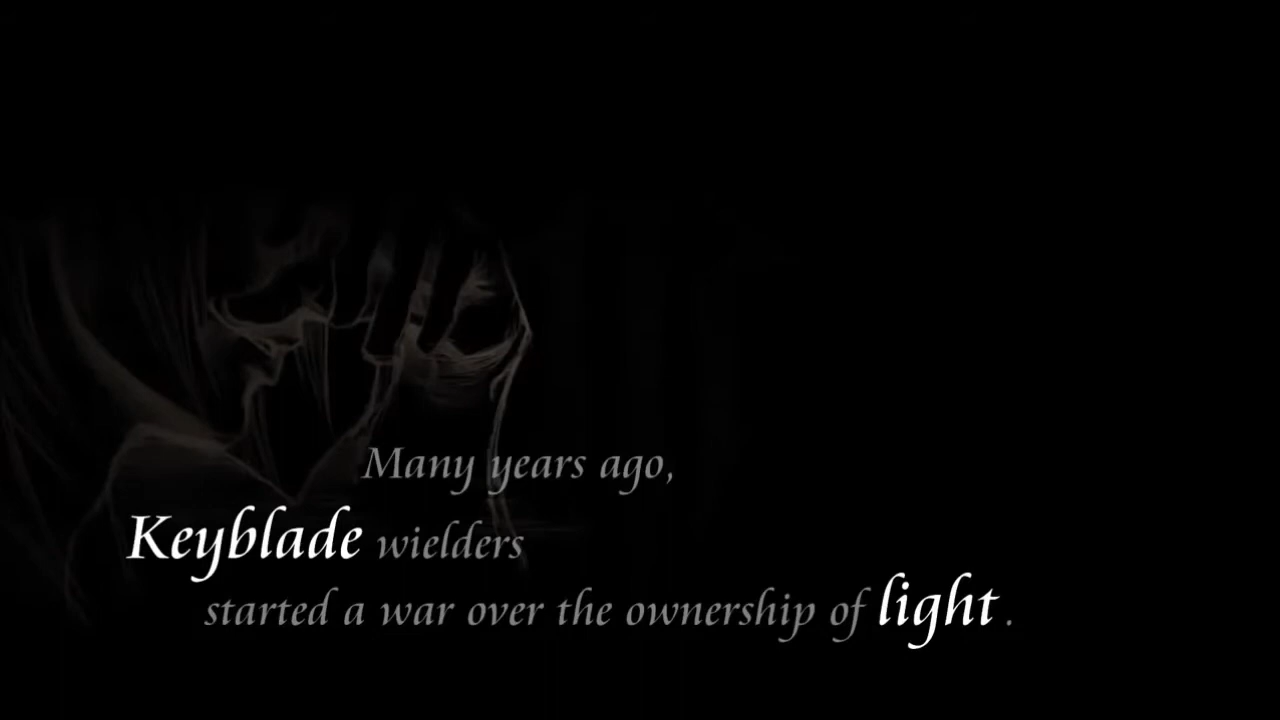 Many years ago,
Keyblade wielders
started a war over the ownership of light.